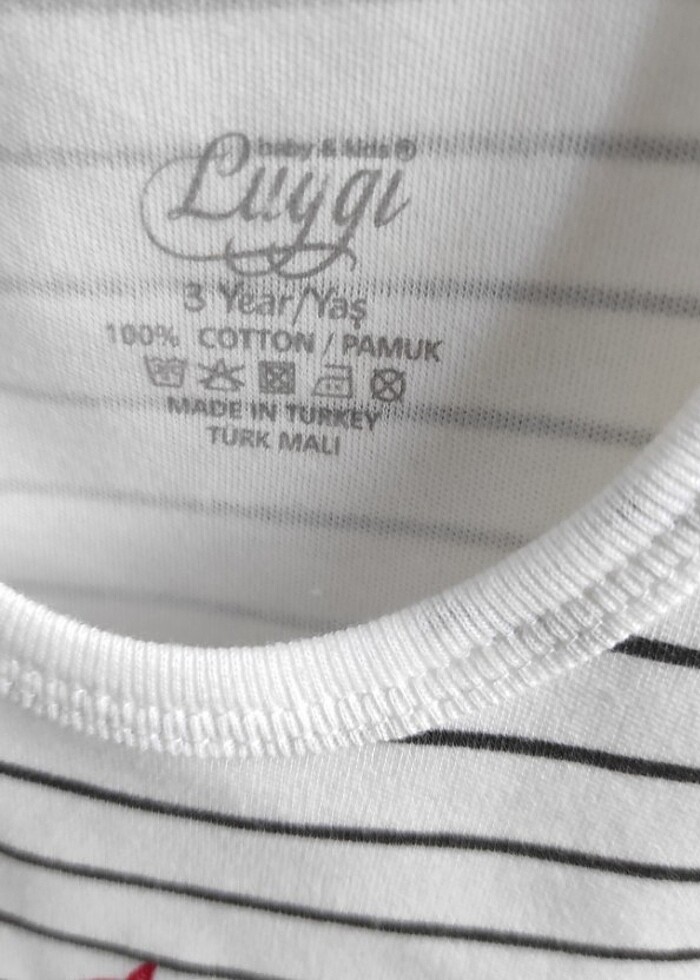 baby & kids ®
Luygi
3 Year/Yaş
100% COTTON / PAMUK
MADE IN TURKEY
TÜRK MALI